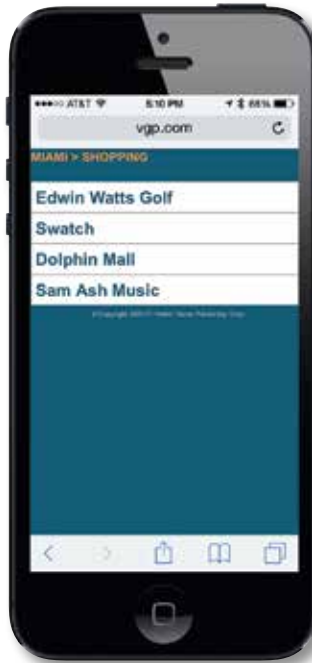 AT&T 5:10 PM
vgp.com
MIAMI > SHOPPING
Edwin Watts Golf
Swatch
Dolphin Mall
Sam Ash Music